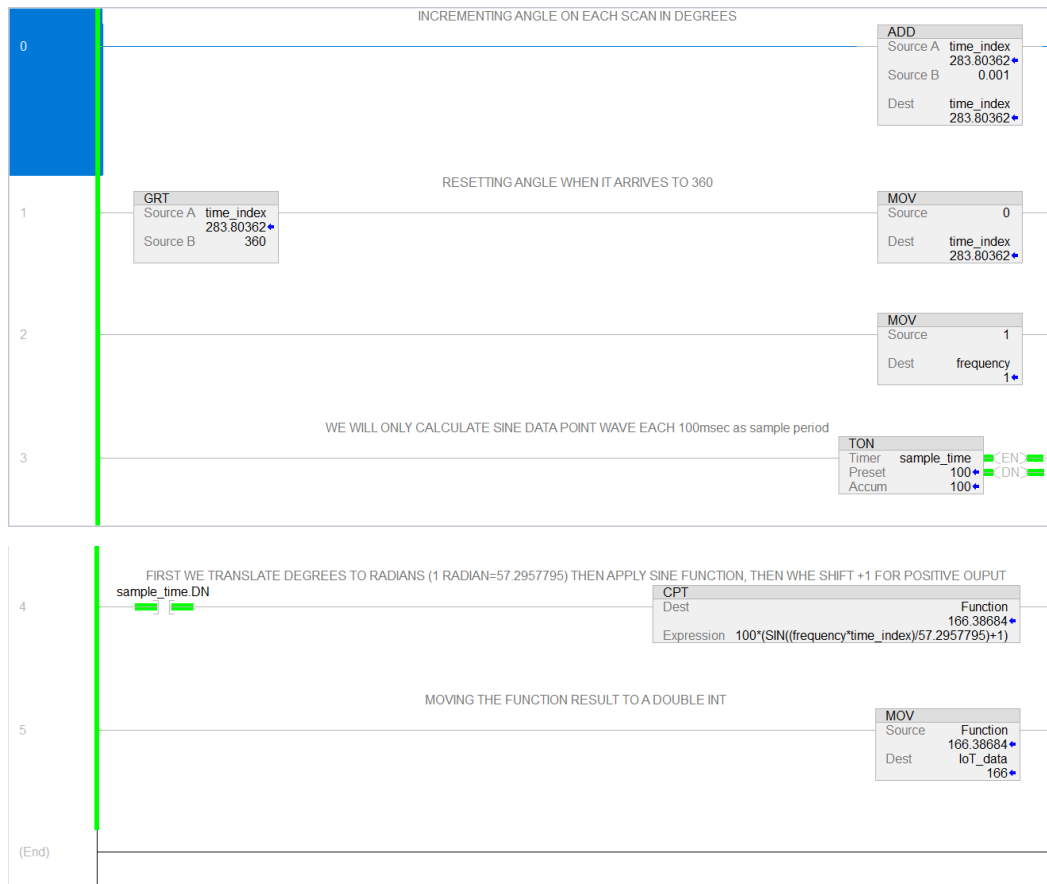 INCREMENTING ANGLE ON EACH SCAN IN DEGREES
0
ADD
Source A time_index
283.80362
Source B 0.001
Dest time_index
283.80362
RESETTING ANGLE WHEN IT ARRIVES TO 360
1
GRT
Source A time_index
283.80362
Source B 360
MOV
Source 0
Dest time_index
283.80362
2
MOV
Source 1
Dest frequency
1
WE WILL ONLY CALCULATE SINE DATA POINT WAVE EACH 100msec as sample period
3
TON
Timer sample_time
Preset 100
Accum 100
EN
DN
FIRST WE TRANSLATE DEGREES TO RADIANS (1 RADIAN=57.2957795) THEN APPLY SINE FUNCTION, THEN WHE SHIFT +1 FOR POSITIVE OUPUT
4
sample_time.DN
CPT
Dest Function
166.38684
Expression 100*(SIN((frequency*time_index)/57.2957795)+1)
MOVING THE FUNCTION RESULT TO A DOUBLE INT
5
MOV
Source Function
166.38684
Dest IoT_data
166
(End)